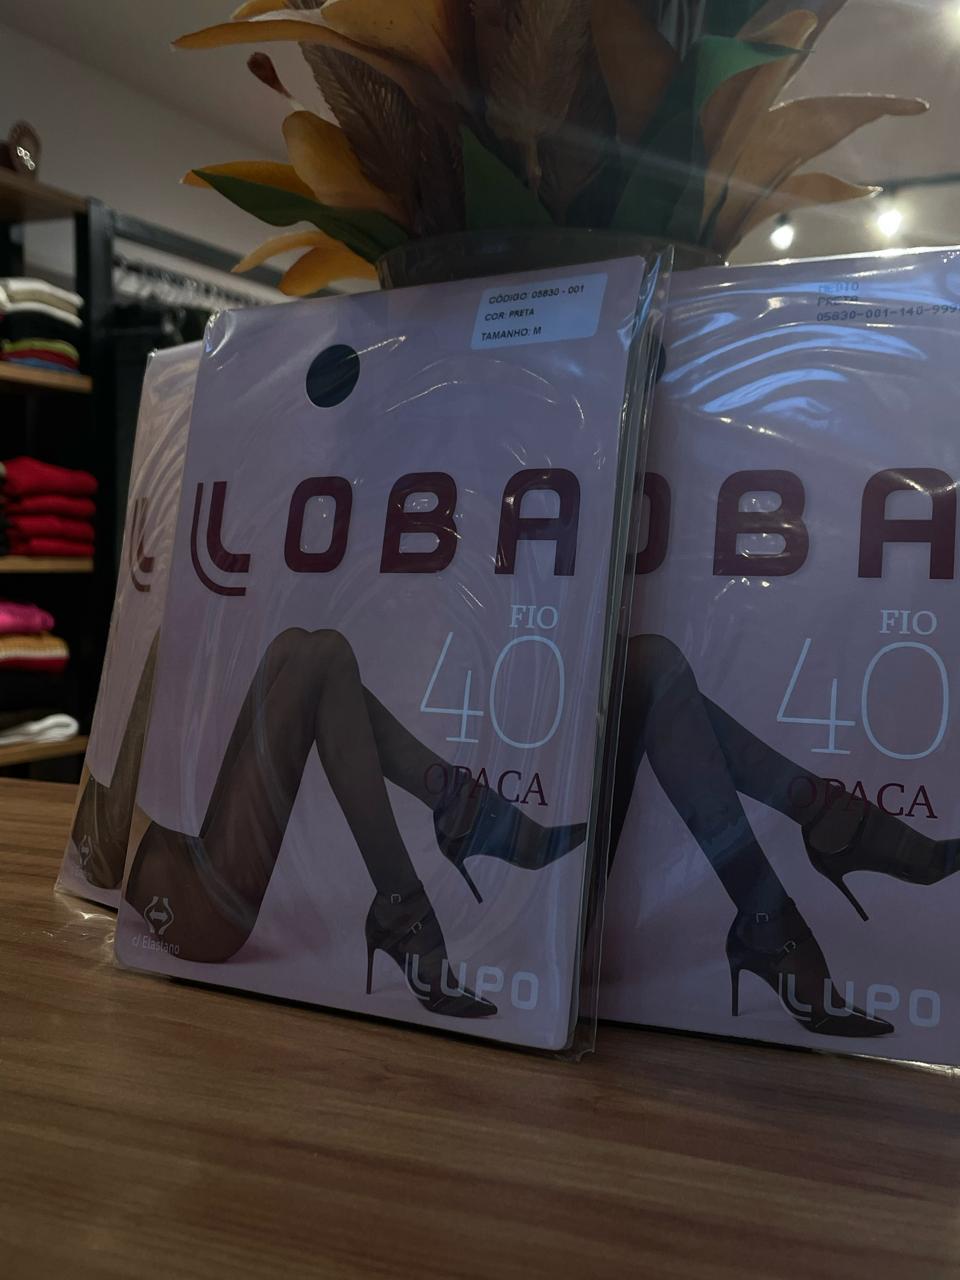 CÓDIGO: 05830 - 001
COR: PRETA
TAMANHO: M
LOBA
FIO
40
OPACA
c/ Elastano
LUPO
MEDIO
PRETA
05830-001-140-999
OBA
FIO
40
OPACA
LUPO
L